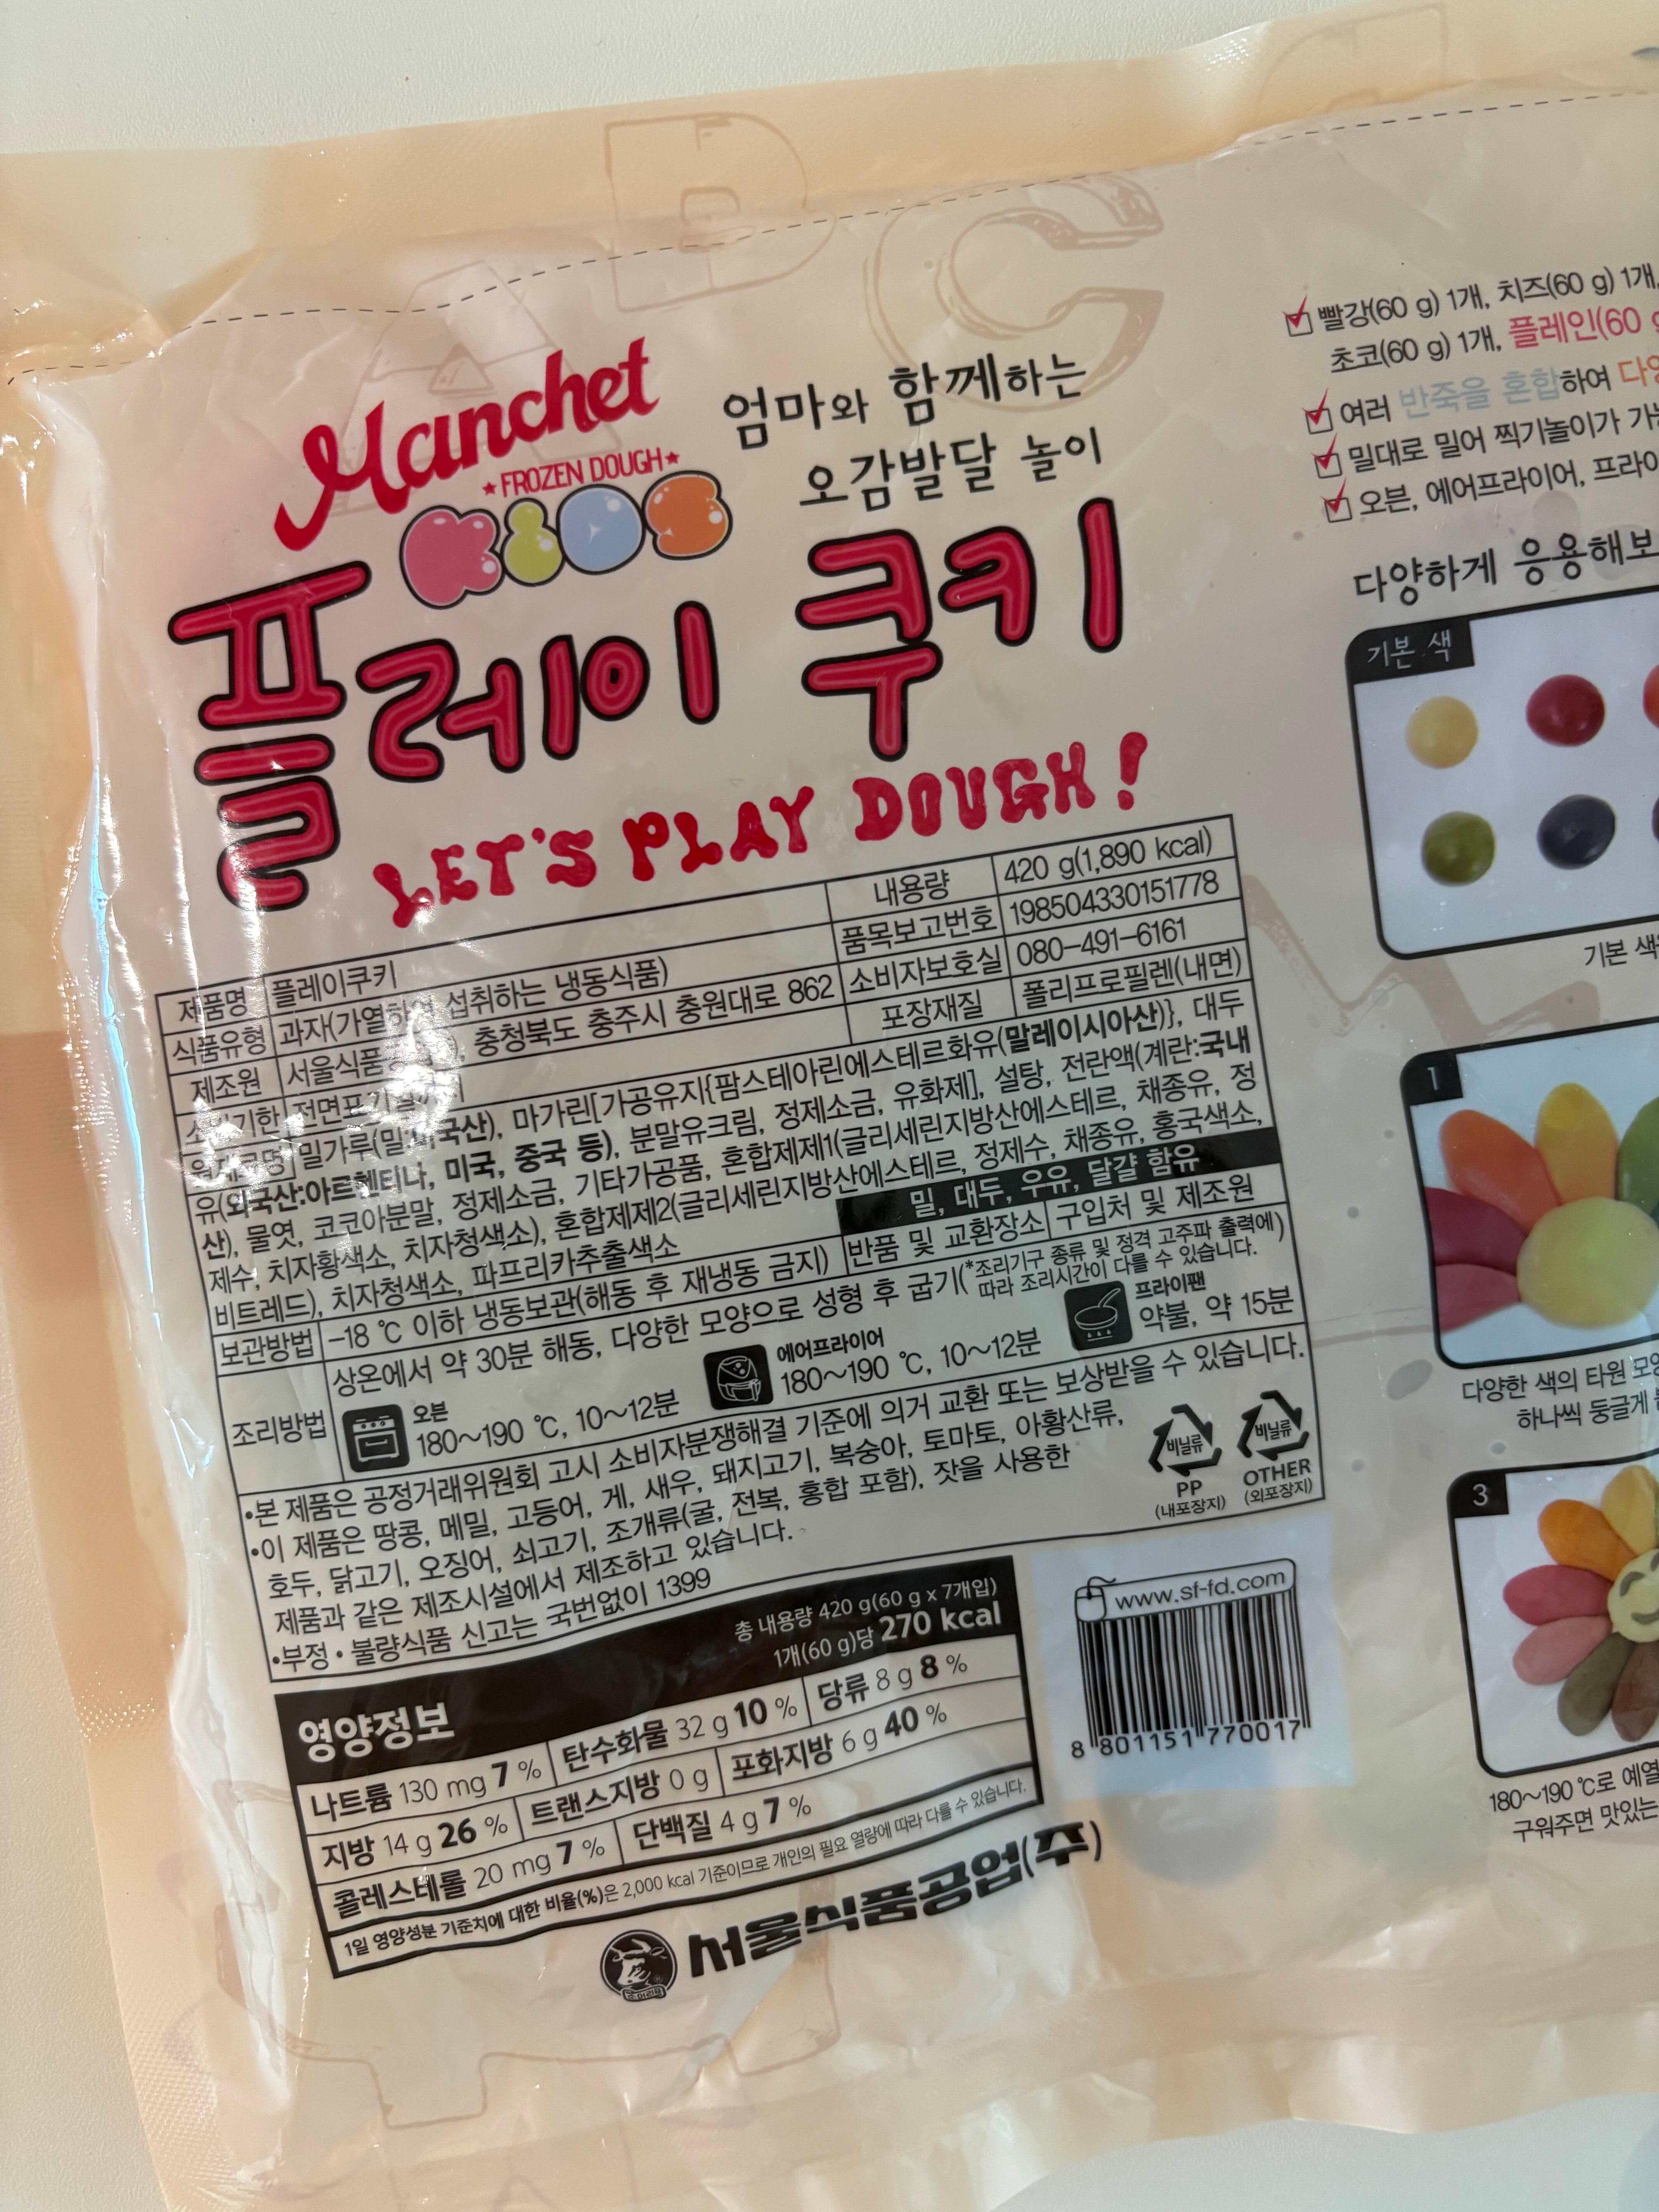 Manchet
★ FROZEN DOUGH ★
KIDS
엄마와 함께하는
오감발달 놀이
플레이 쿠키
LET'S PLAY DOUGH!
제품명 플레이쿠키 내용량 420 g(1,890 kcal)
식품유형 과자(가열하여 섭취하는 냉동식품) 품목보고번호 198504330151778
제조원 서울식품 충청북도 충주시 충원대로 862 소비자보호실 080-491-6161
포장재질 폴리프로필렌(내면)
원재료명 밀가루(밀:미국산), 마가린[가공유지{팜스테아린에스테르화유(말레이시아산)}, 대두
유(외국산:아르헨티나, 미국, 중국 등), 분말유크림, 정제소금, 유화제], 설탕, 전란액(계란:국내
산), 물엿, 코코아분말, 정제소금, 기타가공품, 혼합제제1(글리세린지방산에스테르, 채종유, 정
제수, 치자황색소, 치자청색소), 혼합제제2(글리세린지방산에스테르, 정제수, 채종유, 홍국색소,
비트레드), 치자청색소, 파프리카추출색소 밀, 대두, 우유, 달걀 함유
보관방법 -18 ℃ 이하 냉동보관(해동 후 재냉동 금지) 반품 및 교환장소 구입처 및 제조원
조리방법 상온에서 약 30분 해동, 다양한 모양으로 성형 후 굽기(*조리기구 종류 및 정격 고주파 출력에
따라 조리시간이 다를 수 있습니다.)
오븐
180~190 ℃, 10~12분
에어프라이어
180~190 ℃, 10~12분
프라이팬
약불, 약 15분
•본 제품은 공정거래위원회 고시 소비자분쟁해결 기준에 의거 교환 또는 보상받을 수 있습니다.
•이 제품은 땅콩, 메밀, 고등어, 게, 새우, 돼지고기, 복숭아, 토마토, 아황산류,
호두, 닭고기, 오징어, 쇠고기, 조개류(굴, 전복, 홍합 포함), 잣을 사용한
제품과 같은 제조시설에서 제조하고 있습니다.
•부정•불량식품 신고는 국번없이 1399
비닐류
PP
(내포장지)
비닐류
OTHER
(외포장지)
영양정보
총 내용량 420 g(60 g x 7개입)
1개(60 g)당 270 kcal
나트륨 130 mg 7 % 탄수화물 32 g 10 % 당류 8 g 8 %
지방 14 g 26 % 트랜스지방 0 g 포화지방 6 g 40 %
콜레스테롤 20 mg 7 % 단백질 4 g 7 %
1일 영양성분 기준치에 대한 비율(%)은 2,000 kcal 기준이므로 개인의 필요 열량에 따라 다를 수 있습니다.
www.sf-fd.com
8 801151 770017
서울식품공업(주)
빨강(60 g) 1개, 치즈(60 g) 1개,
초코(60 g) 1개, 플레인(60 g
여러 반죽을 혼합하여
밀대로 밀어 찍기놀이가
오븐, 에어프라이어,
다양하게 응용해보
기본 색
기본 색
1
다양한 색의 타원
하나씩 둥글게
3
180~190 ℃로 예열
구워주면 맛있는